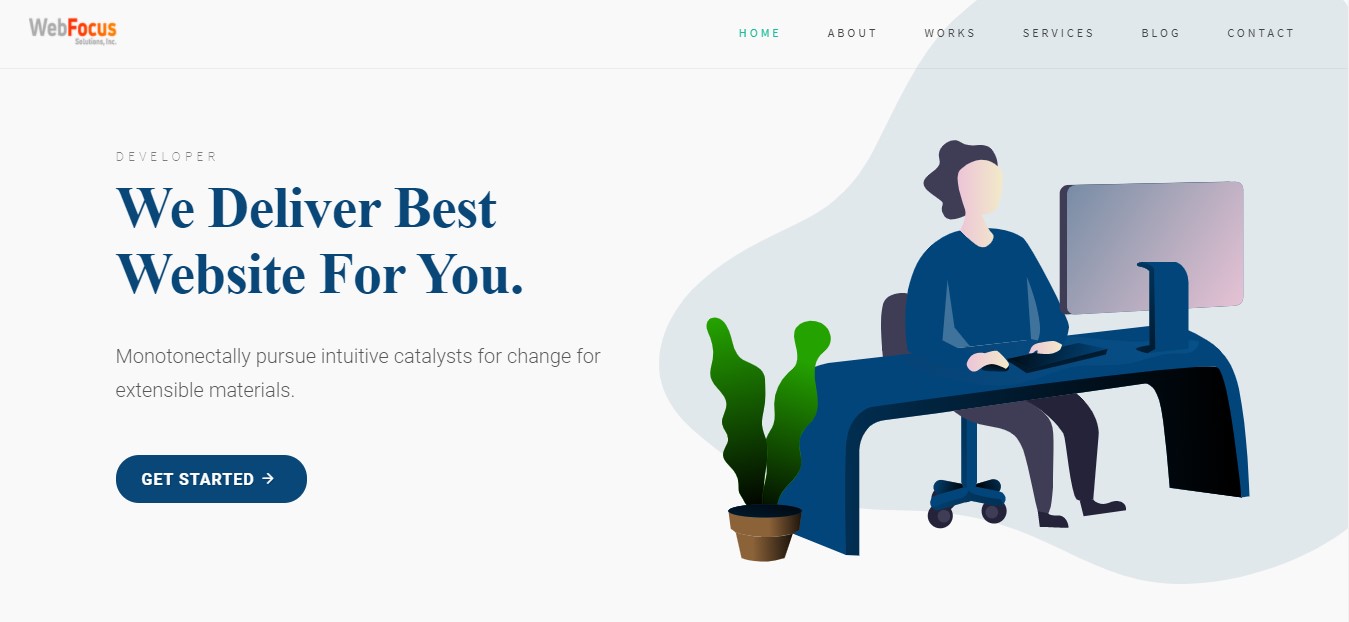 WebFocus
Solutions, Inc.
HOME ABOUT WORKS SERVICES BLOG CONTACT
DEVELOPER
We Deliver Best
Website For You.
Monotonectally pursue intuitive catalysts for change for
extensible materials.
GET STARTED →